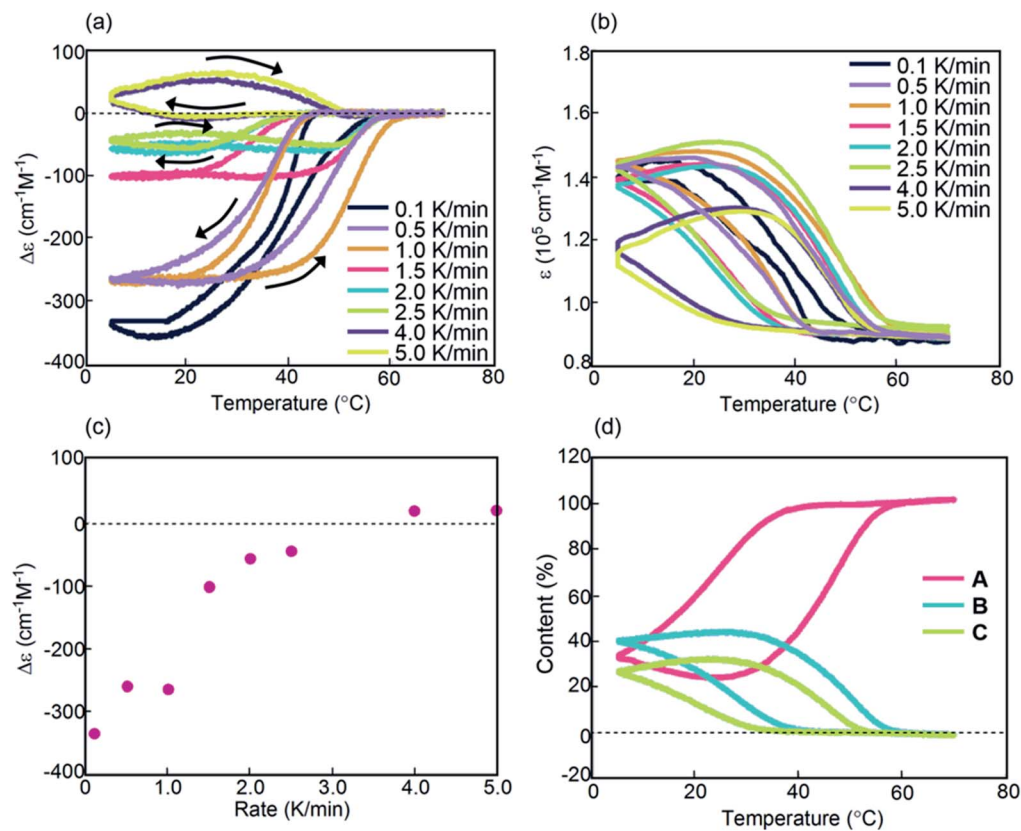 (a)
100
0
-100
-200
-300
-400
Δε (cm⁻¹M⁻¹)
0.1 K/min
0.5 K/min
1.0 K/min
1.5 K/min
2.0 K/min
2.5 K/min
4.0 K/min
5.0 K/min
0 20 40 60 80
Temperature (°C)
(b)
1.8
1.6
1.4
1.2
1.0
0.8
ε (10⁵ cm⁻¹M⁻¹)
0.1 K/min
0.5 K/min
1.0 K/min
1.5 K/min
2.0 K/min
2.5 K/min
4.0 K/min
5.0 K/min
0 20 40 60 80
Temperature (°C)
(c)
100
0
-100
-200
-300
-400
Δε (cm⁻¹M⁻¹)
1.0 2.0 3.0 4.0 5.0
Rate (K/min)
(d)
120
100
80
60
40
20
0
-20
Content (%)
A
B
C
0 20 40 60 80
Temperature (°C)